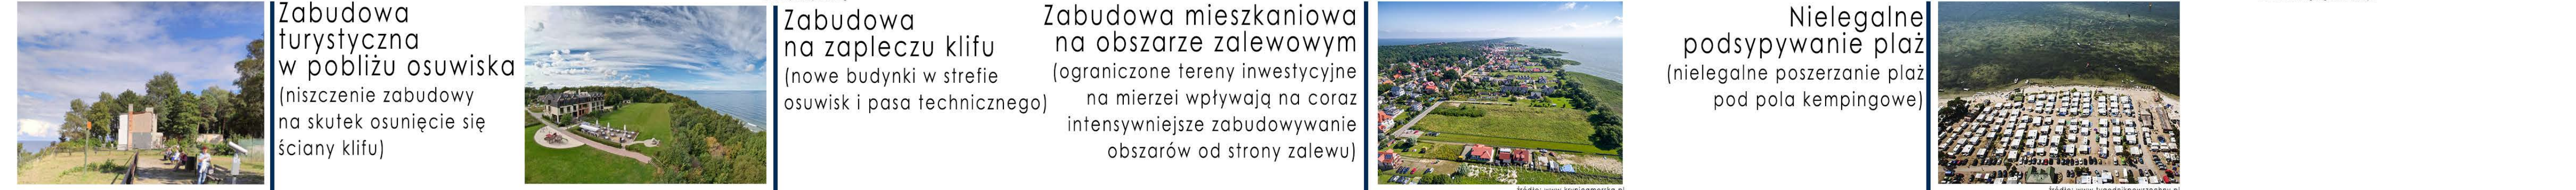 Zabudowa
turystyczna
w pobliżu osuwiska
(niszczenie zabudowy
na skutek osunięcie się
ściany klifu)
Zabudowa
na zapleczu klifu
(nowe budynki w strefie
osuwisk i pasa technicznego)
Zabudowa mieszkaniowa
na obszarze zalewowym
(ograniczone tereny inwestycyjne
na mierzei wpływają na coraz
intensywniejsze zabudowywanie
obszarów od strony zalewu)
Nielegalne
podsypywanie plaż
(nielegalne poszerzanie plaż
pod pola kempingowe)